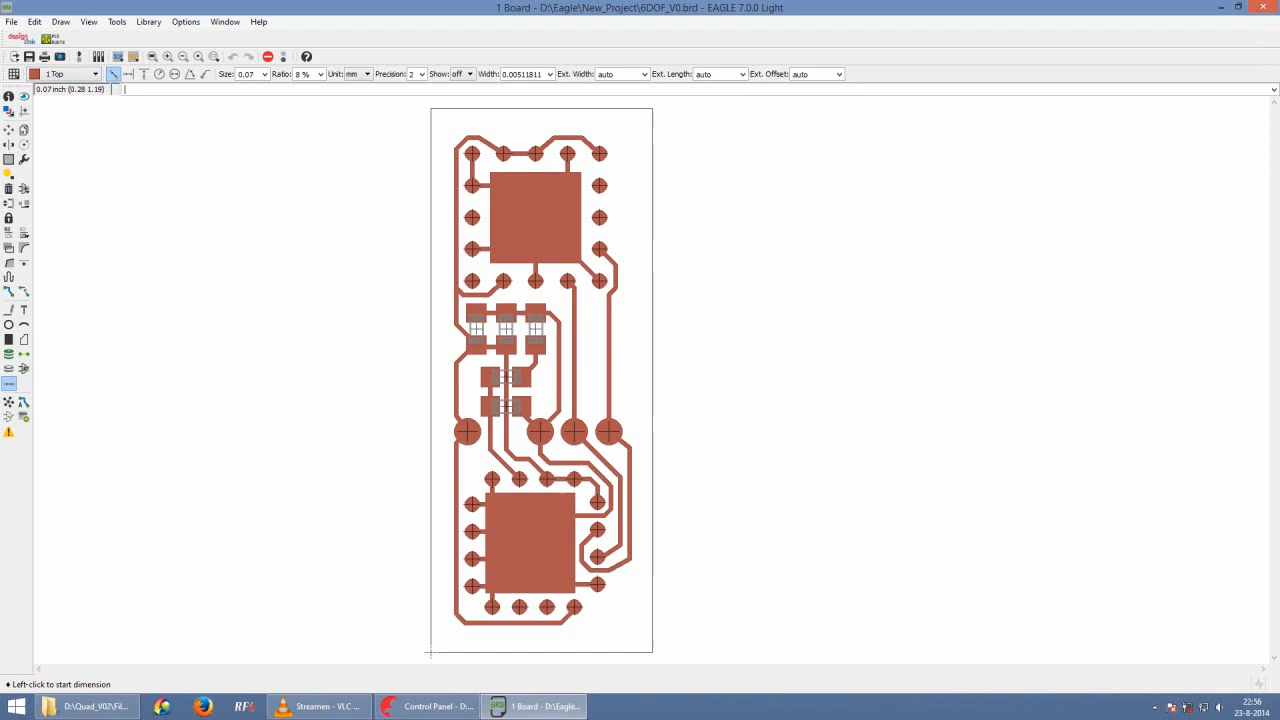 1 Board - D:\Eagle\New_Project\6DOF_V0.brd - EAGLE 7.0.0 Light
File Edit Draw View Tools Library Options Window Help
design link
1 Top Size: 0.07 Ratio: 8 % Unit: mm Precision: 2 Show: off Width: 0.00511811 Ext. Width: auto Ext. Length: auto Ext. Offset: auto
0.07 inch (0.28 1.19)
Left-click to start dimension
D:\Quad_V02\Fil... Streamen - VLC ... Control Panel - D:... 1 Board - D:\Eagle...
22:56
23-8-2014